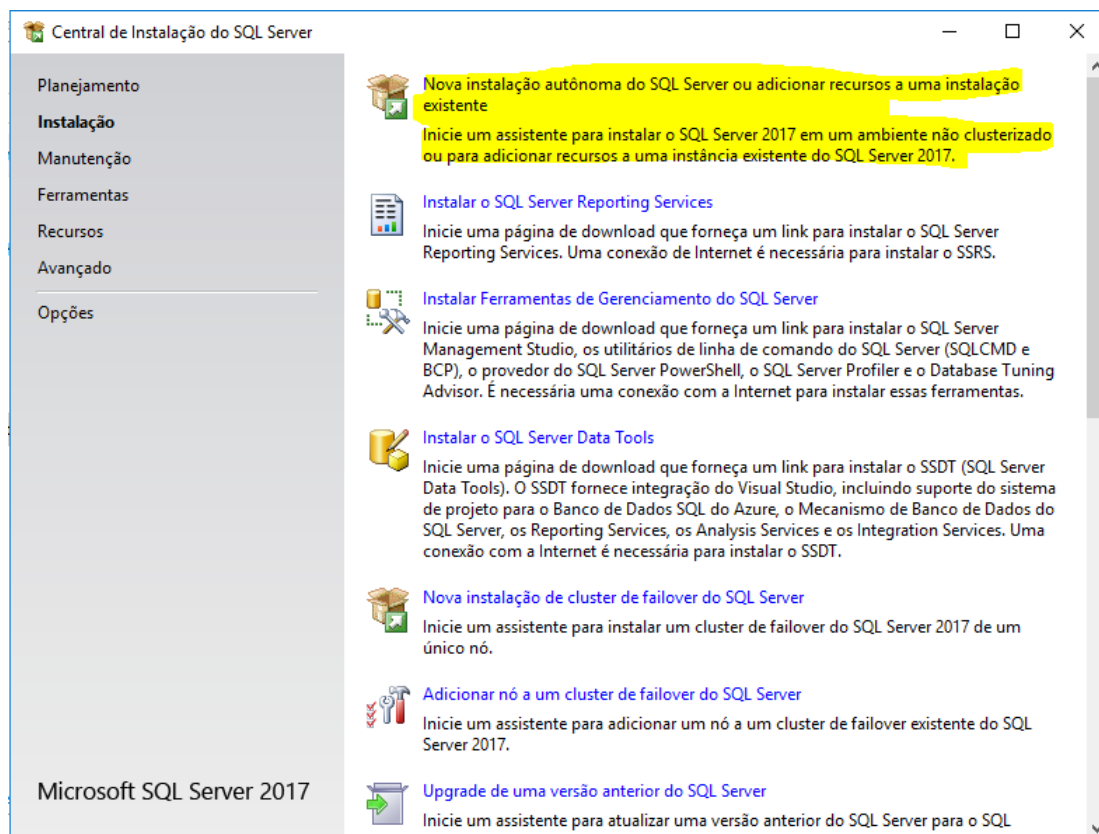 Central de Instalação do SQL Server
Planejamento
Instalação
Manutenção
Ferramentas
Recursos
Avançado
Opções
Microsoft SQL Server 2017
Nova instalação autônoma do SQL Server ou adicionar recursos a uma instalação
existente
Inicie um assistente para instalar o SQL Server 2017 em um ambiente não clusterizado
ou para adicionar recursos a uma instância existente do SQL Server 2017.
Instalar o SQL Server Reporting Services
Inicie uma página de download que forneça um link para instalar o SQL Server
Reporting Services. Uma conexão de Internet é necessária para instalar o SSRS.
Instalar Ferramentas de Gerenciamento do SQL Server
Inicie uma página de download que forneça um link para instalar o SQL Server
Management Studio, os utilitários de linha de comando do SQL Server (SQLCMD e
BCP), o provedor do SQL Server PowerShell, o SQL Server Profiler e o Database Tuning
Advisor. É necessária uma conexão com a Internet para instalar essas ferramentas.
Instalar o SQL Server Data Tools
Inicie uma página de download que forneça um link para instalar o SSDT (SQL Server
Data Tools). O SSDT fornece integração do Visual Studio, incluindo suporte do sistema
de projeto para o Banco de Dados SQL do Azure, o Mecanismo de Banco de Dados do
SQL Server, os Reporting Services, os Analysis Services e os Integration Services. Uma
conexão com a Internet é necessária para instalar o SSDT.
Nova instalação de cluster de failover do SQL Server
Inicie um assistente para instalar um cluster de failover do SQL Server 2017 de um
único nó.
Adicionar nó a um cluster de failover do SQL Server
Inicie um assistente para adicionar um nó a um cluster de failover existente do SQL
Server 2017.
Upgrade de uma versão anterior do SQL Server
Inicie um assistente para atualizar uma versão anterior do SQL Server para o SQL